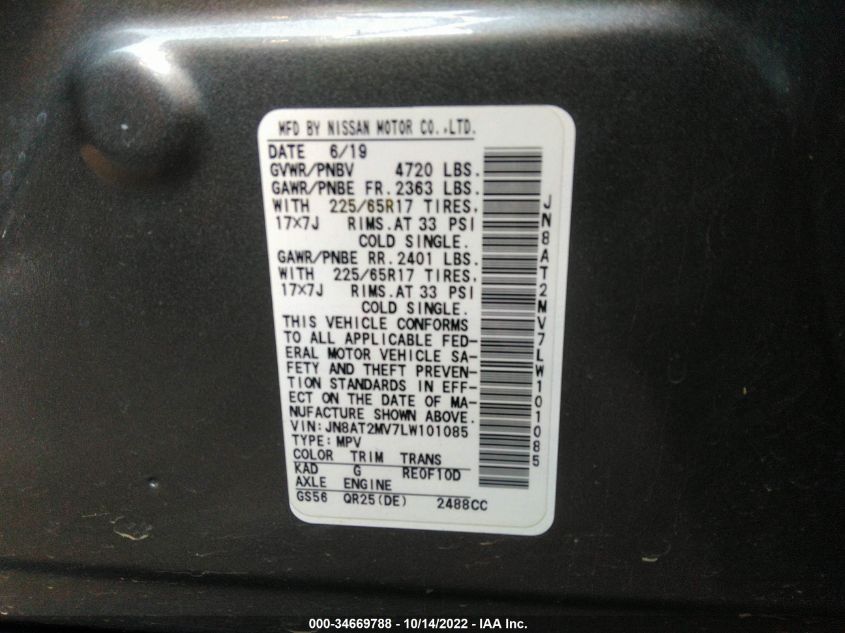 MFD BY NISSAN MOTOR CO.,LTD.
DATE 6/19
GVWR/PNBV 4720 LBS.
GAWR/PNBE FR. 2363 LBS.
WITH 225/65R17 TIRES,
17X7J RIMS.AT 33 PSI
COLD SINGLE.
GAWR/PNBE RR. 2401 LBS.
WITH 225/65R17 TIRES,
17X7J RIMS.AT 33 PSI
COLD SINGLE.
THIS VEHICLE CONFORMS
TO ALL APPLICABLE FED-
ERAL MOTOR VEHICLE SA-
FETY AND THEFT PREVEN-
TION STANDARDS IN EFF-
ECT ON THE DATE OF MA-
NUFACTURE SHOWN ABOVE.
VIN:JN8AT2MV7LW101085
TYPE:MPV
COLOR TRIM TRANS
KAD G RE0F10D
AXLE ENGINE
GS56 QR25(DE) 2488CC
JN8AT2MV7LW101085
000-34669788 - 10/14/2022 - IAA Inc.